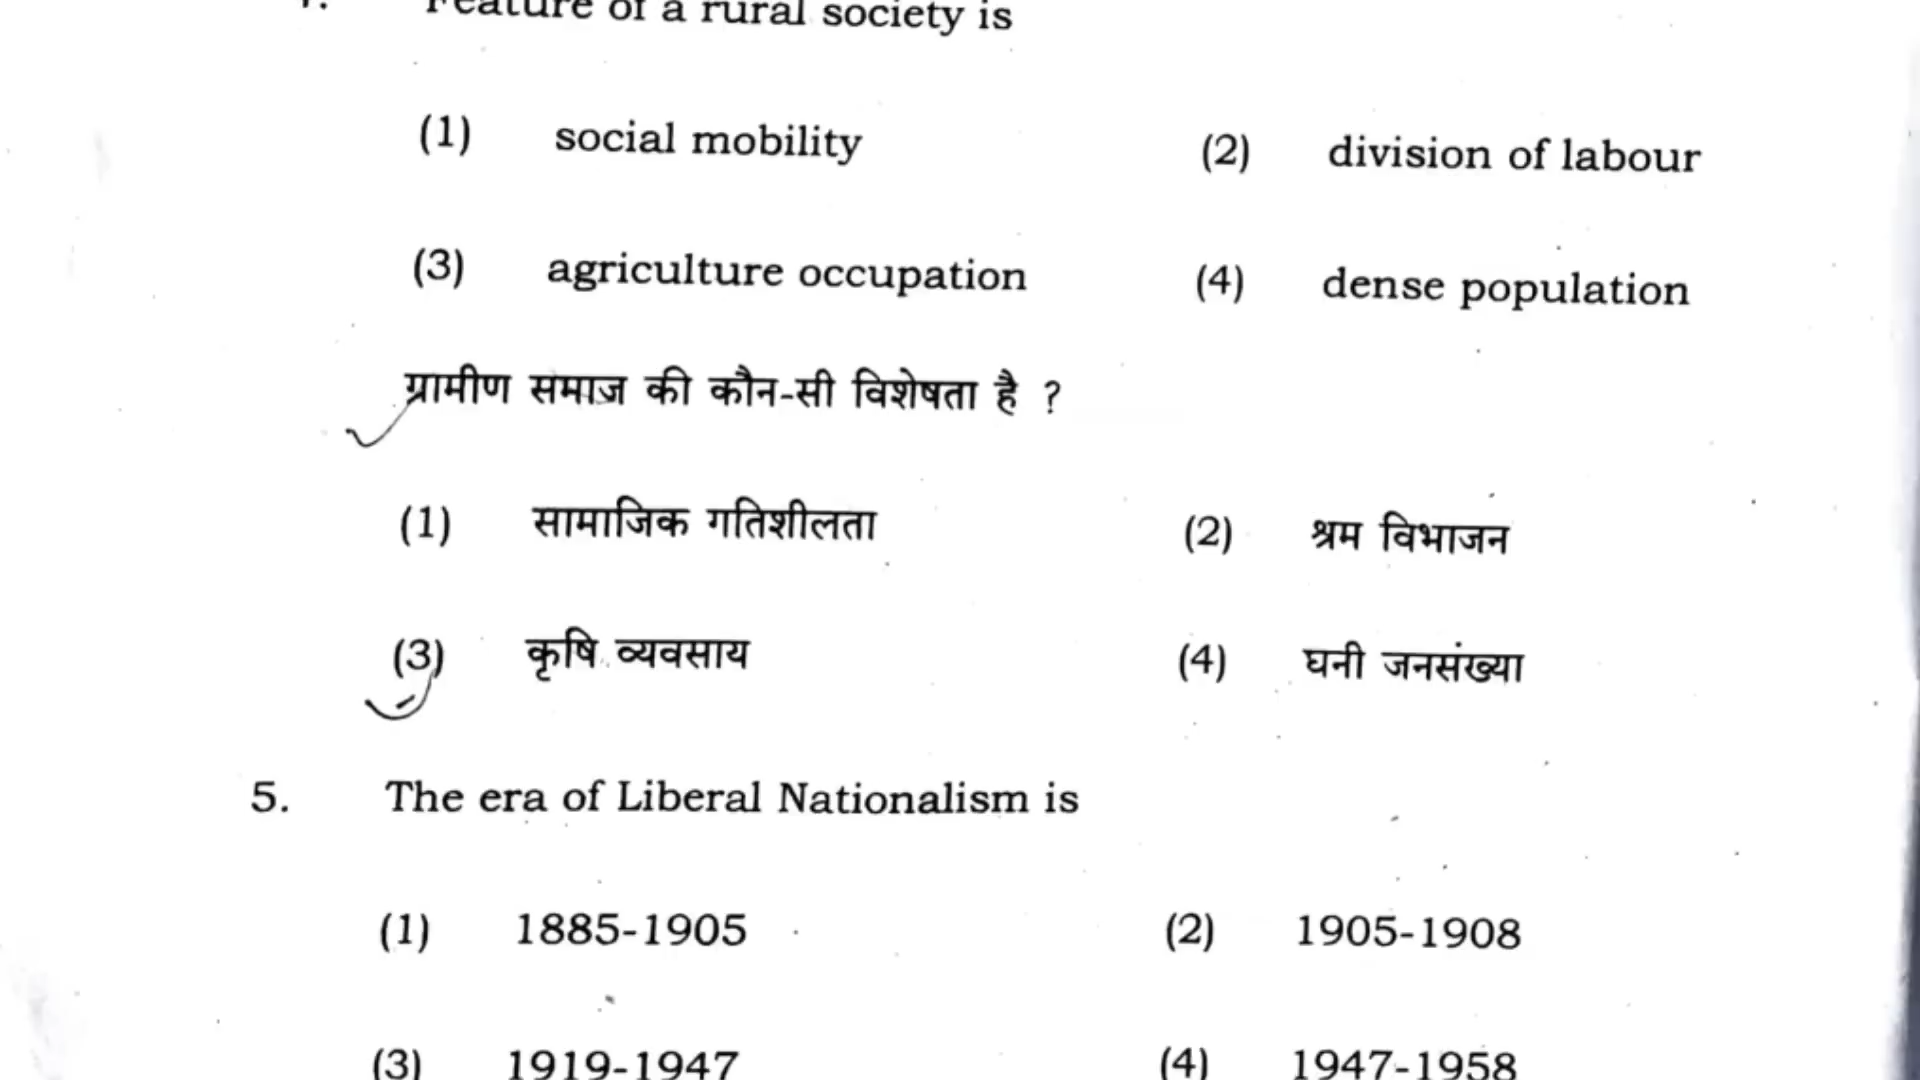 Feature of a rural society is
(1) social mobility (2) division of labour
(3) agriculture occupation (4) dense population
ग्रामीण समाज की कौन-सी विशेषता है ?
(1) सामाजिक गतिशीलता (2) श्रम विभाजन
(3) कृषि व्यवसाय (4) घनी जनसंख्या
5. The era of Liberal Nationalism is
(1) 1885-1905 (2) 1905-1908
(3) 1919-1947 (4) 1947-1958